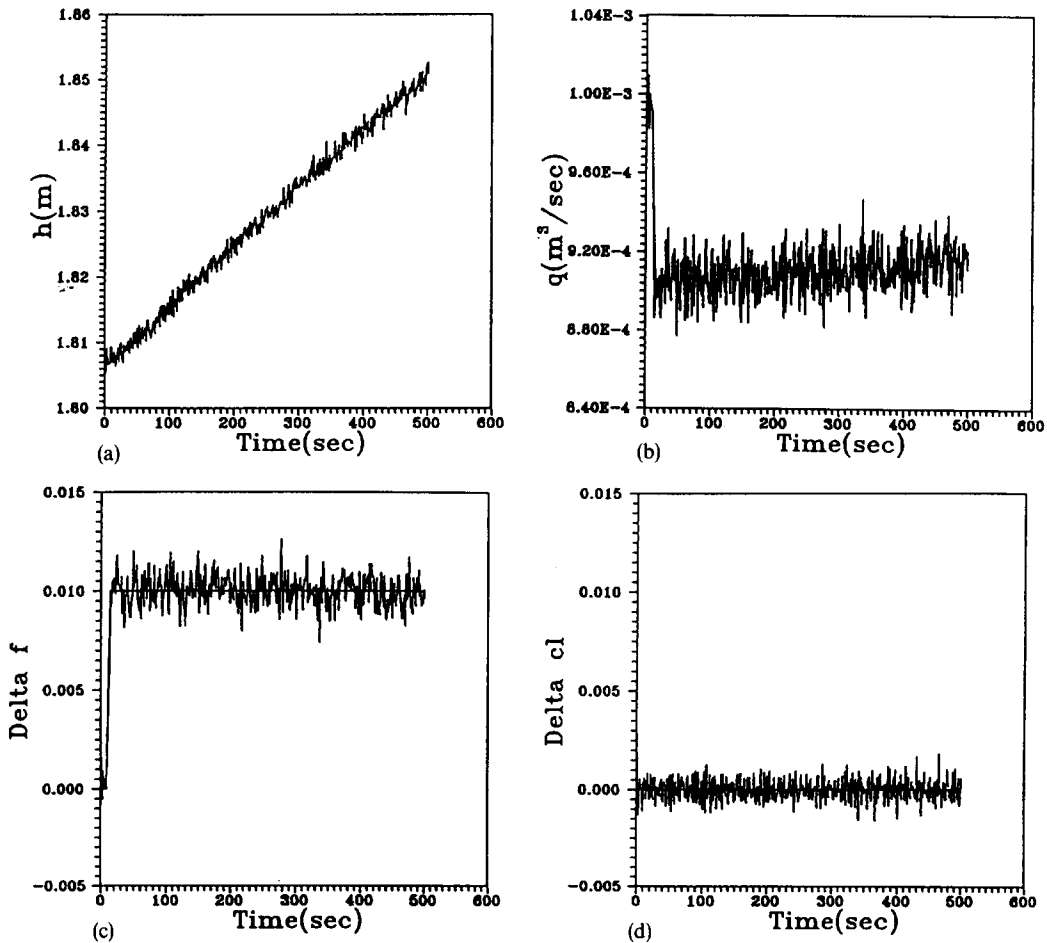 1.86
1.85
1.84
1.83
1.82
1.81
1.80
h(m)
0 100 200 300 400 500 600
Time(sec)
(a)
1.04E-3
1.00E-3
9.60E-4
9.20E-4
8.80E-4
8.40E-4
q(m³/sec)
0 100 200 300 400 500 600
Time(sec)
(b)
0.015
0.010
0.005
0.000
-0.005
Delta f
0 100 200 300 400 500 600
Time(sec)
(c)
0.015
0.010
0.005
0.000
-0.005
Delta cl
0 100 200 300 400 500 600
Time(sec)
(d)